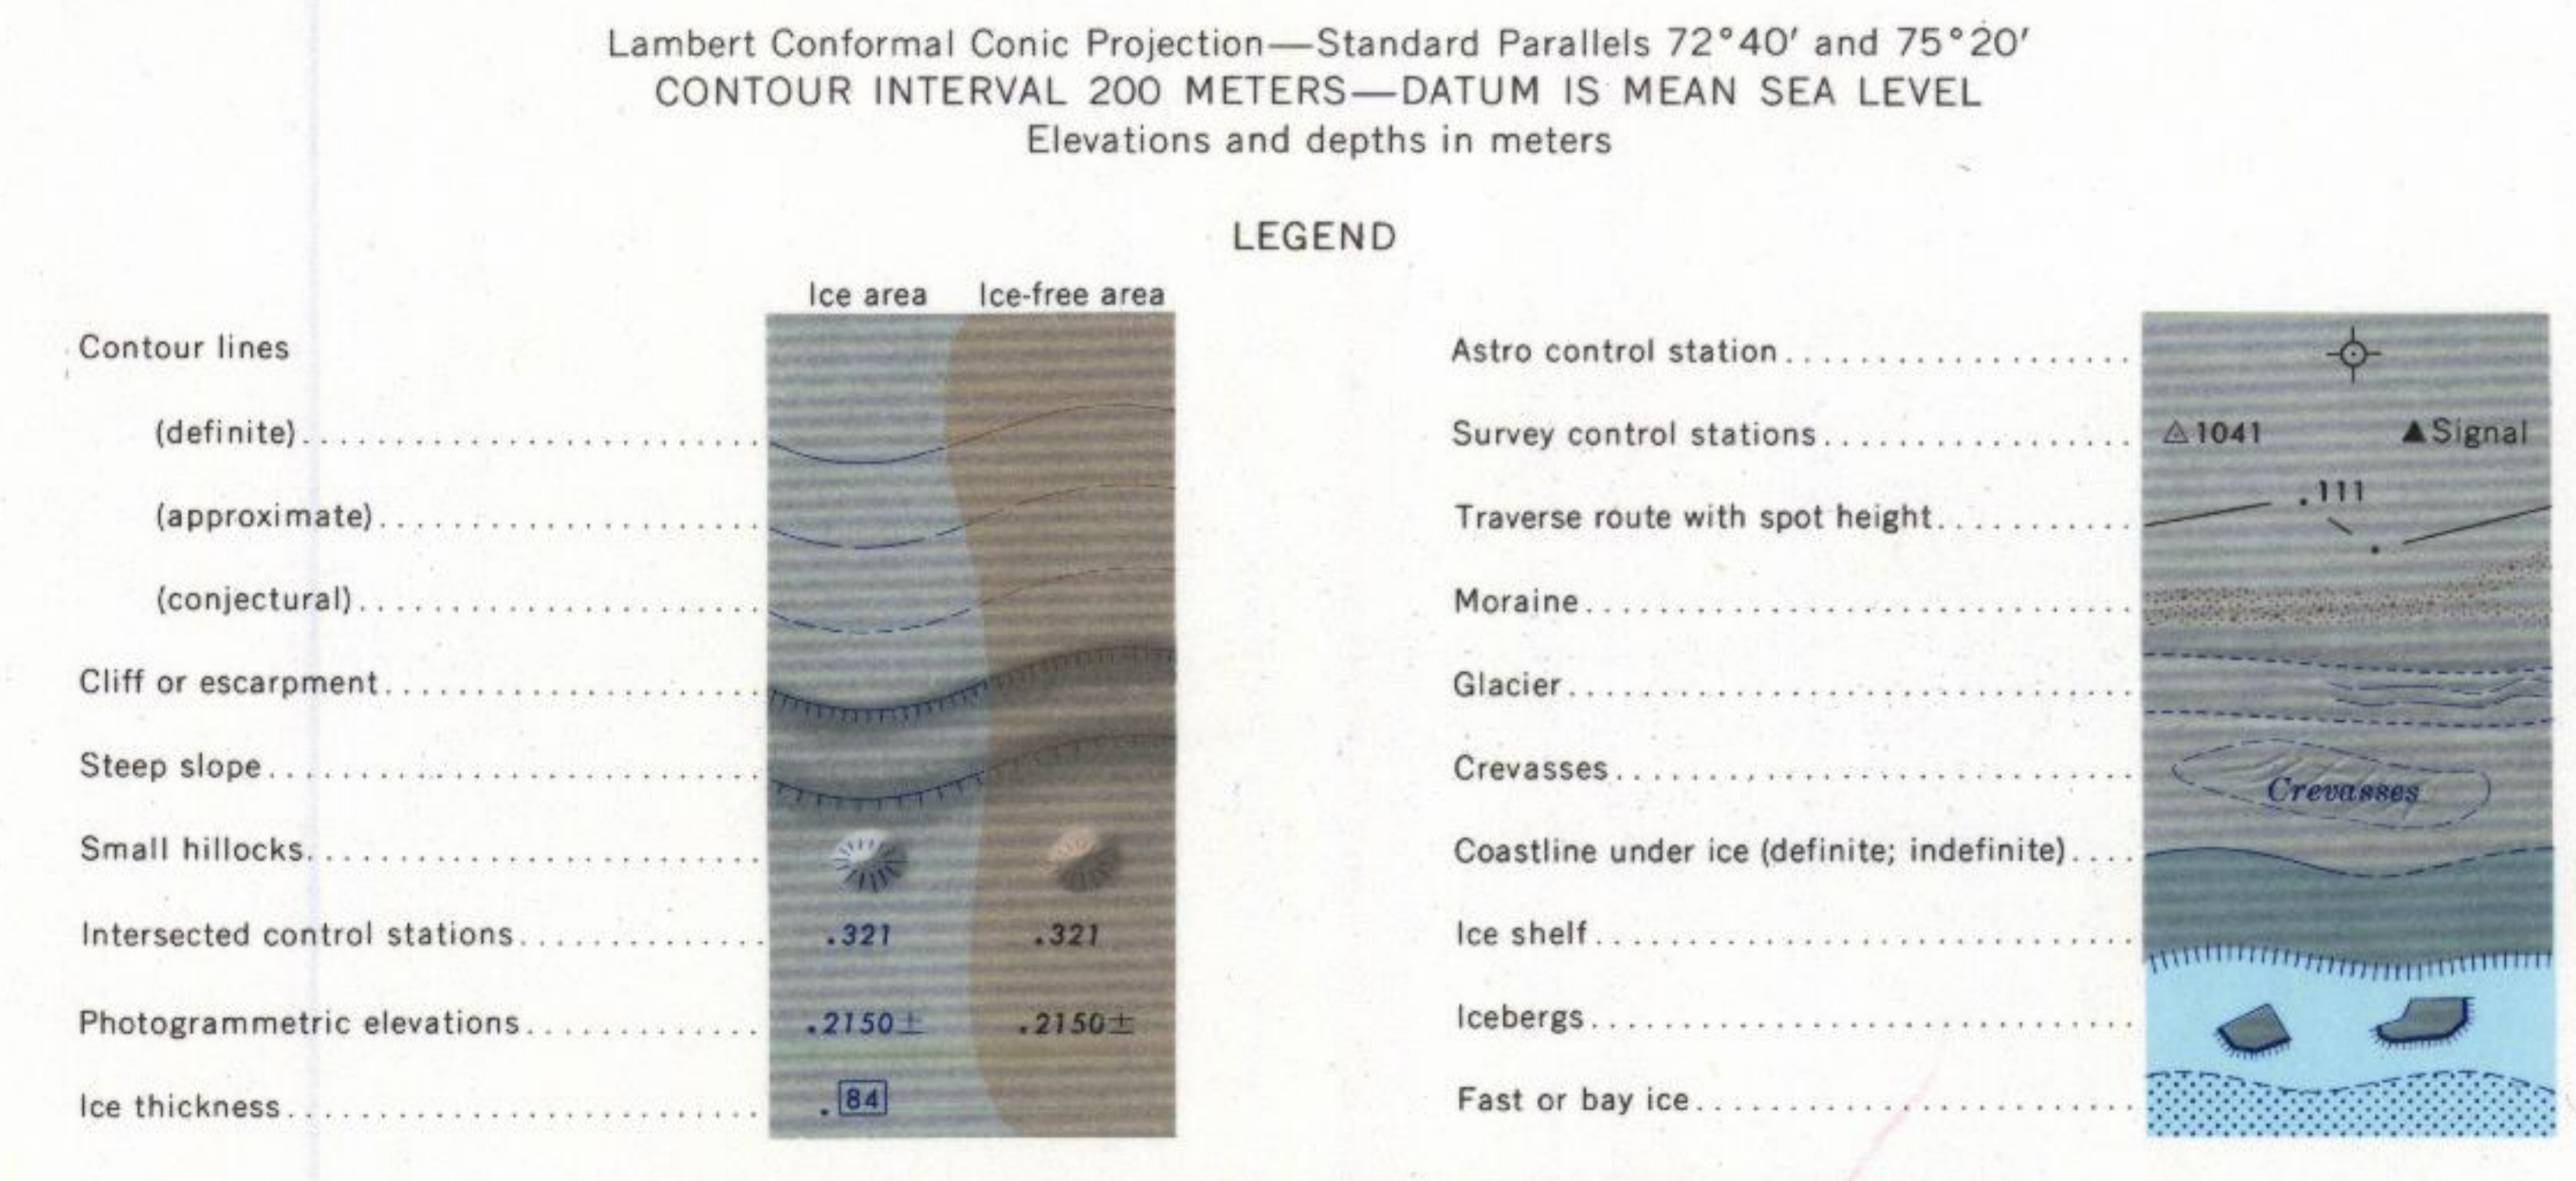 Lambert Conformal Conic Projection—Standard Parallels 72°40′ and 75°20′
CONTOUR INTERVAL 200 METERS—DATUM IS MEAN SEA LEVEL
Elevations and depths in meters
LEGEND
Ice area Ice-free area
Contour lines
(definite)
(approximate)
(conjectural)
Cliff or escarpment
Steep slope
Small hillocks
Intersected control stations .321 .321
Photogrammetric elevations .2150± .2150±
Ice thickness .84
Astro control station
Survey control stations 1041 Signal
Traverse route with spot height .111
Moraine
Glacier
Crevasses Crevasses
Coastline under ice (definite; indefinite)
Ice shelf
Icebergs
Fast or bay ice